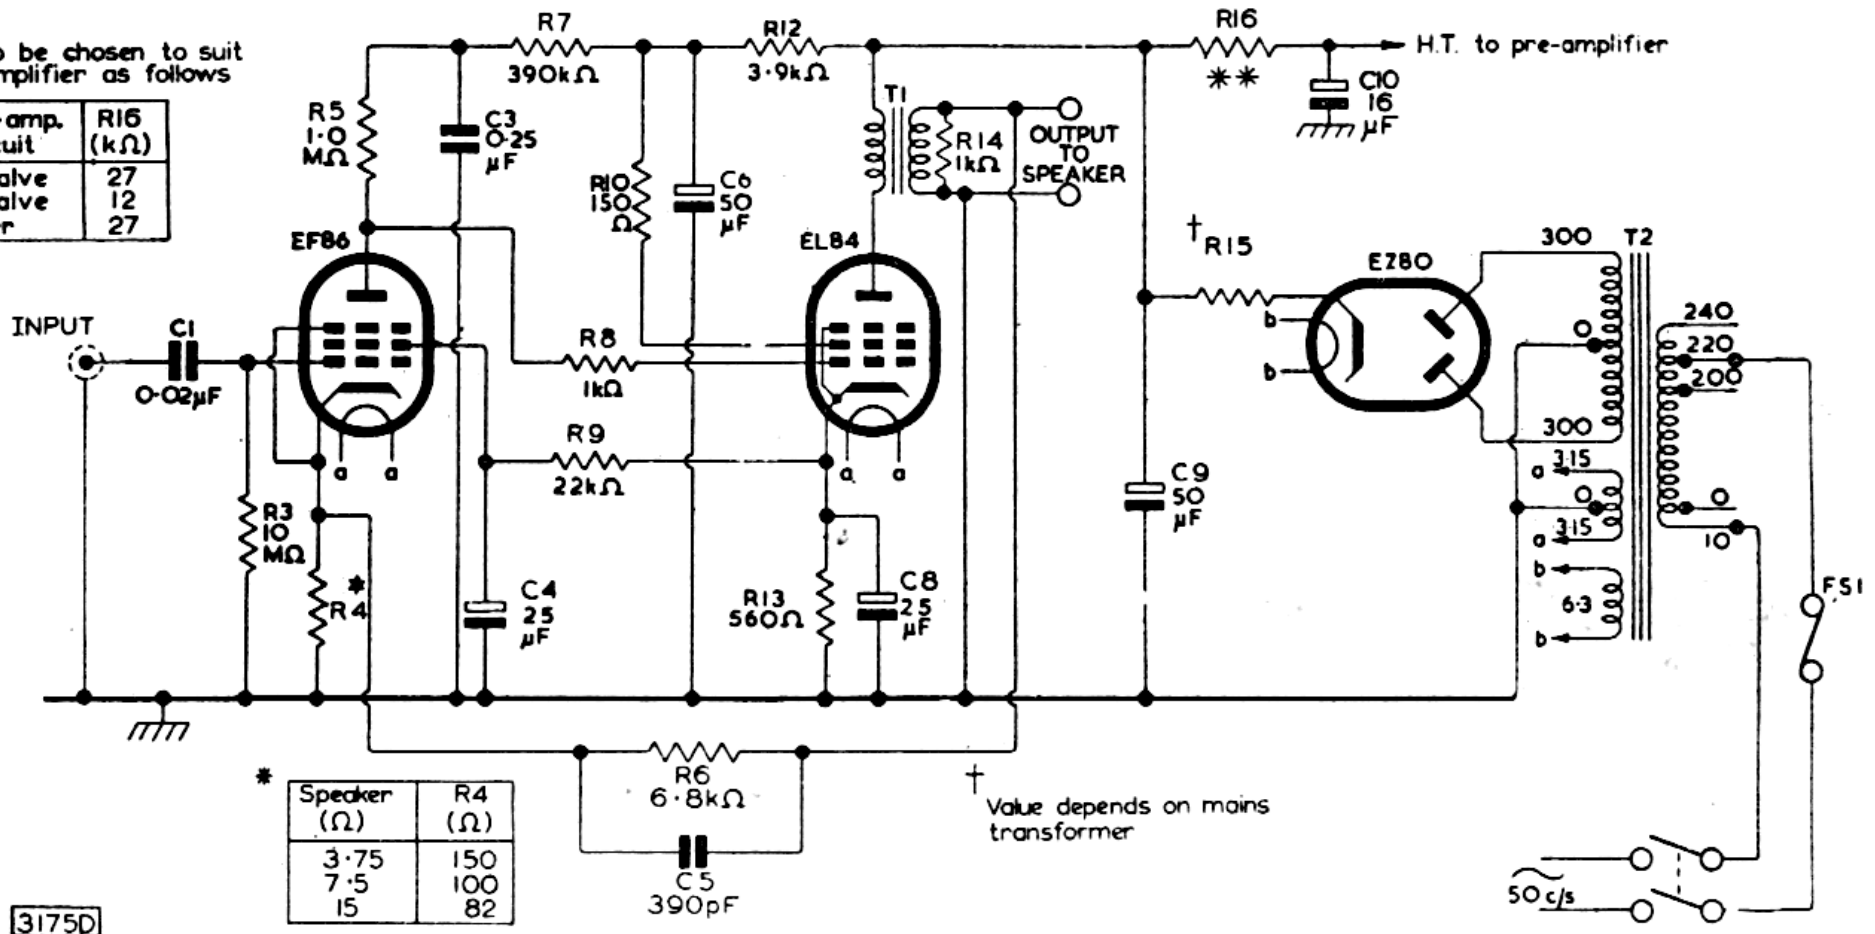 o be chosen to suit
mplifier as follows
amp. R16
uit (kΩ)
alve 27
alve 12
r 27
R7
390kΩ
R12
3·9kΩ
R16
**
H.T. to pre-amplifier
C10
16
μF
R5
1·0
MΩ
C3
0·25
μF
T1
R14
1kΩ
OUTPUT
TO
SPEAKER
R10
150
Ω
C6
50
μF
EF86
EL84
† R15
EZ80
300 T2
INPUT
C1
0·02μF
R8
1kΩ
b
b
0
240
220
200
300
R9
22kΩ
a a
a a
a 315
0
315
a
b
6·3
b
0
10
R3
10
MΩ
*
R4
C4
25
μF
R13
560Ω
C8
25
μF
C9
50
μF
FS1
R6
6·8kΩ
C5
390pF
†
Value depends on mains
transformer
*
Speaker R4
(Ω) (Ω)
3·75 150
7·5 100
15 82
50 c/s
3175D